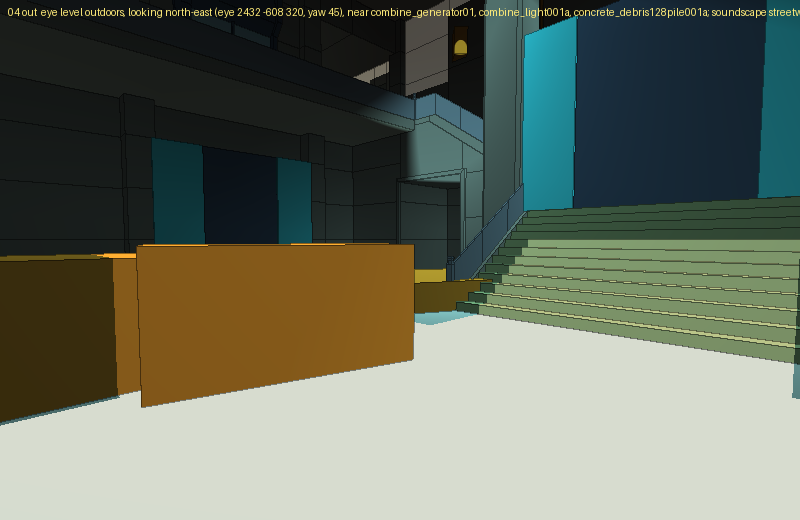 04 out eye level outdoors, looking north-east (eye 2432 -608 320, yaw 45), near combine_generator01, combine_light001a, concrete_debris128pile001a; soundscape streetw